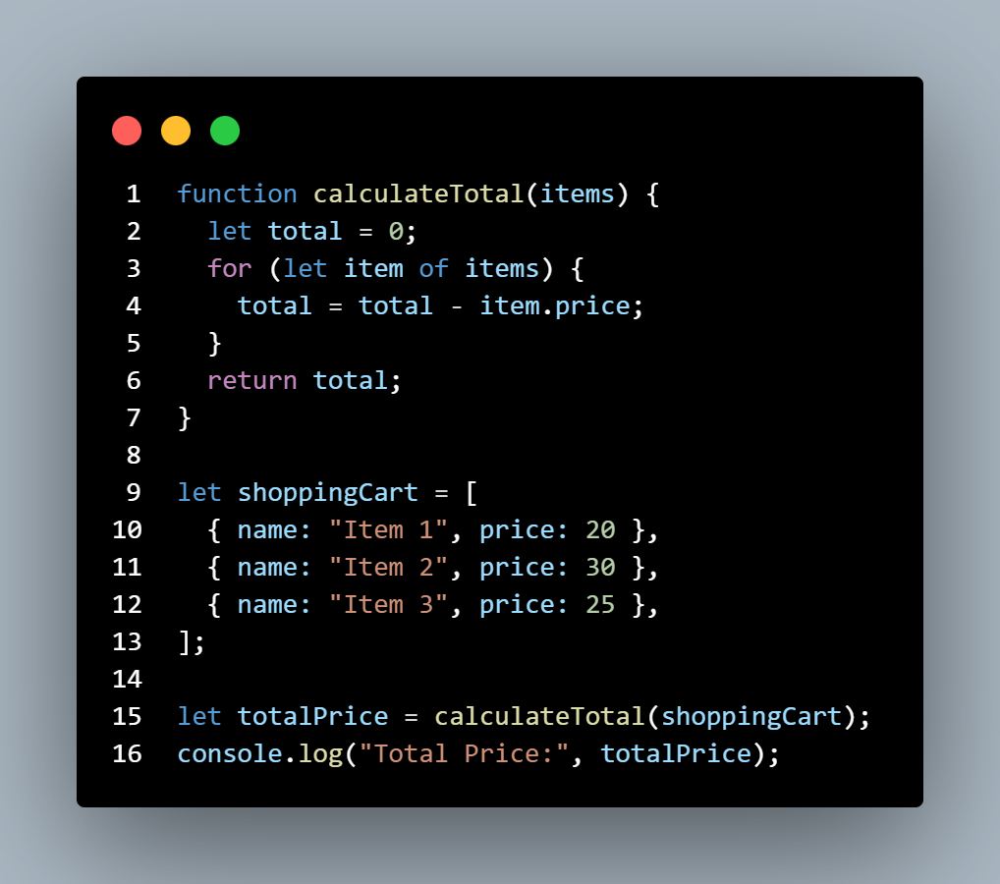 1 function calculateTotal(items) {
2   let total = 0;
3   for (let item of items) {
4     total = total - item.price;
5   }
6   return total;
7 }
8
9 let shoppingCart = [
10   { name: "Item 1", price: 20 },
11   { name: "Item 2", price: 30 },
12   { name: "Item 3", price: 25 },
13 ];
14
15 let totalPrice = calculateTotal(shoppingCart);
16 console.log("Total Price:", totalPrice);